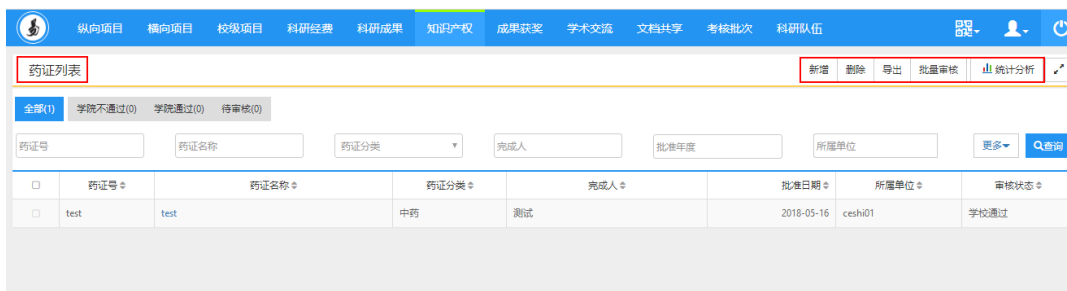 纵向项目 横向项目 校级项目 科研经费 科研成果 知识产权 成果获奖 学术交流 文档共享 考核批次 科研队伍
药证列表 新增 删除 导出 批量审核 统计分析
全部(1) 学院不通过(0) 学院通过(0) 待审核(0)
药证号 药证名称 药证分类 完成人 批准年度 所属单位 更多 查询
药证号 药证名称 药证分类 完成人 批准日期 所属单位 审核状态
test test 中药 测试 2018-05-16 ceshi01 学校通过